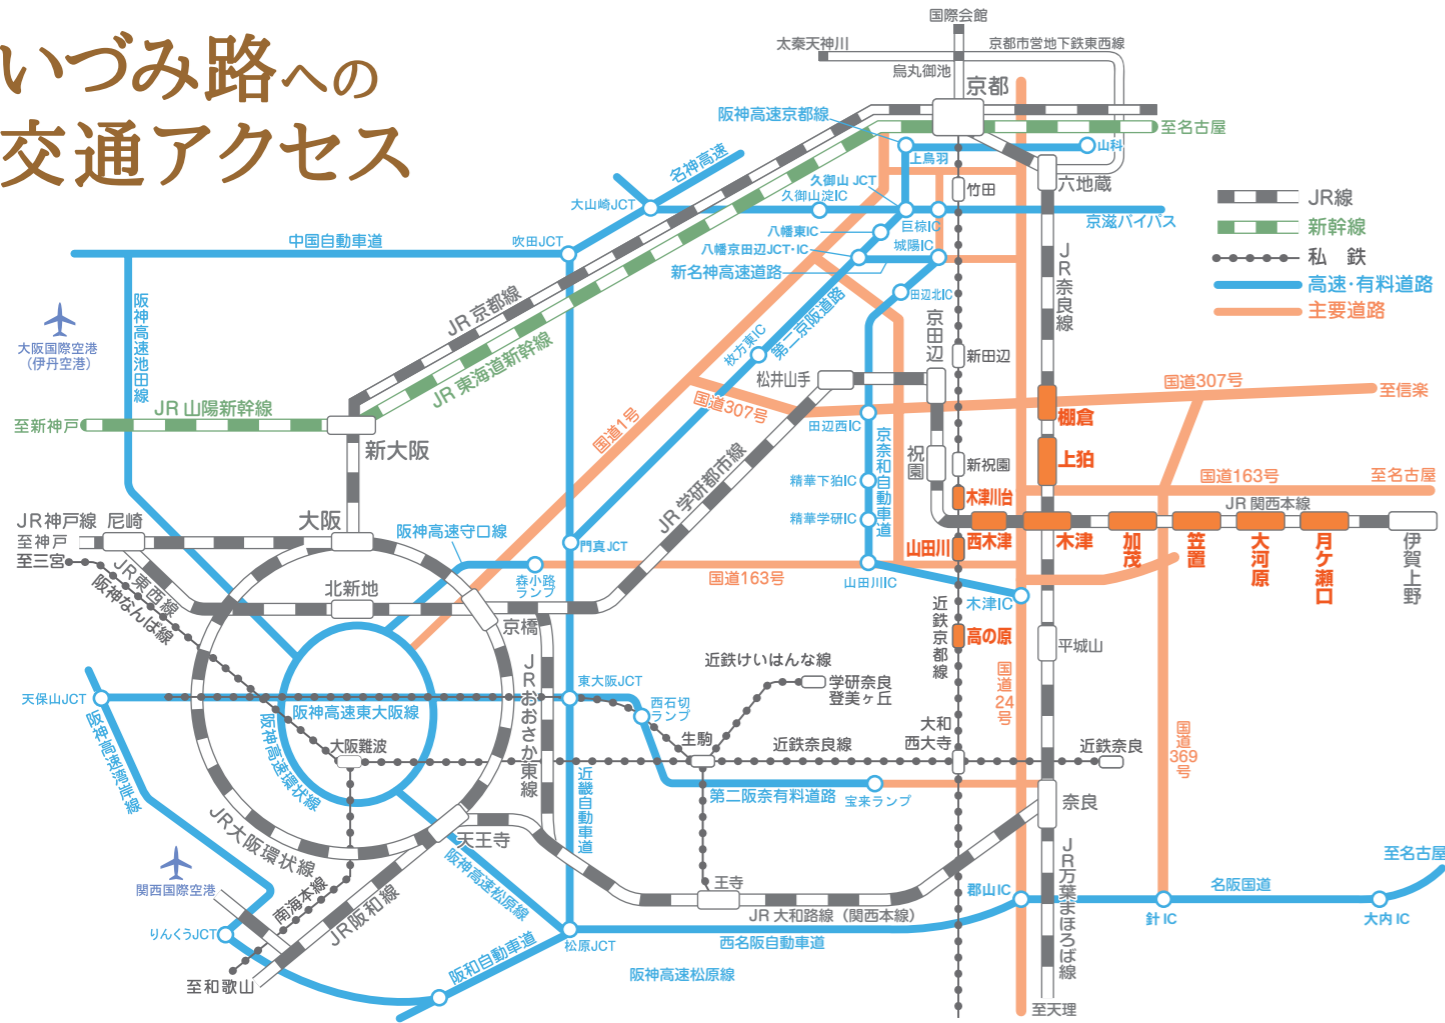 いづみ路への
交通アクセス
国際会館
太秦天神川
京都市営地下鉄東西線
烏丸御池
京都
阪神高速京都線
至名古屋
上鳥羽
山科
名神高速
久御山 JCT
竹田
六地蔵
大山崎JCT
久御山淀IC
巨椋IC
京滋バイパス
JR線
新幹線
私 鉄
高速・有料道路
主要道路
中国自動車道
吹田JCT
八幡東IC
城陽IC
八幡京田辺JCT・IC
新名神高速道路
JR奈良線
阪神高速池田線
田辺北IC
第二京阪道路
京田辺
JR京都線
大阪国際空港
(伊丹空港)
枚方東IC
新田辺
JR東海道新幹線
松井山手
国道307号
至信楽
JR 山陽新幹線
至新神戸
国道1号
国道307号
棚倉
田辺西IC
新大阪
京奈和自動車道
祝園
新祝園
上狛
JR 学研都市線
精華下狛IC
国道163号
至名古屋
木津川台
JR 関西本線
JR神戸線
尼崎
大阪
至神戸
阪神高速守口線
精華学研IC
西木津
木津
加茂
笠置
大河原
月ケ瀬口
伊賀上野
門真JCT
山田川
至三宮
JR東西線
阪神なんば線
北新地
森小路
ランプ
国道163号
山田川IC
木津IC
京橋
近鉄京都線
高の原
平城山
JRおおさか東線
東大阪JCT
近鉄けいはんな線
学研奈良
登美ヶ丘
国道24号
天保山JCT
阪神高速東大阪線
西石切
ランプ
阪神高速湾岸線
阪神高速環状線
大阪難波
生駒
近鉄奈良線
大和
西大寺
近鉄奈良
国道369号
近畿自動車道
第二阪奈有料道路
宝来ランプ
奈良
JR大阪環状線
天王寺
JR万葉まほろば線
至名古屋
関西国際空港
阪神高速松原線
王寺
郡山IC
名阪国道
南海本線
JR阪和線
JR 大和路線（関西本線）
針 IC
大内 IC
りんくうJCT
松原JCT
西名阪自動車道
阪和自動車道
阪神高速松原線
至和歌山
至天理